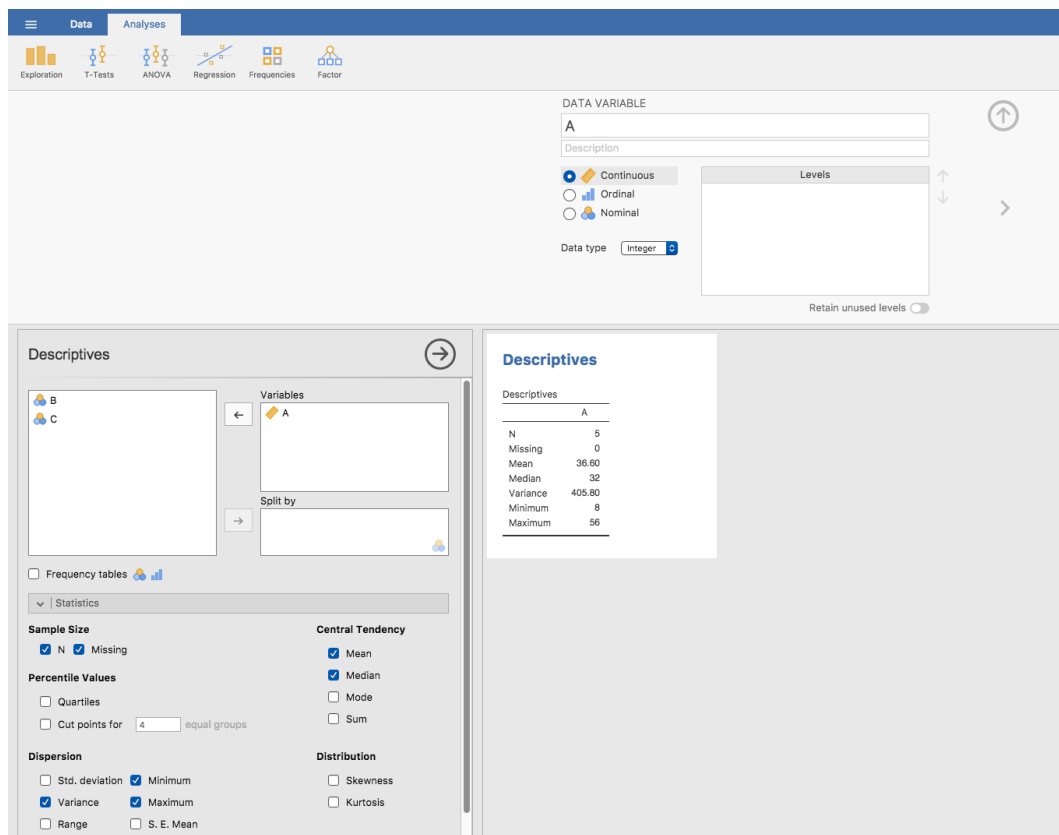 Data Analyses
Exploration T-Tests ANOVA Regression Frequencies Factor
DATA VARIABLE
A
Description
Continuous
Ordinal
Nominal
Levels
Data type Integer
Retain unused levels
Descriptives
B
C
Variables
A
Split by
Frequency tables
Statistics
Sample Size
N Missing
Percentile Values
Quartiles
Cut points for 4 equal groups
Central Tendency
Mean
Median
Mode
Sum
Dispersion
Std. deviation Minimum
Variance Maximum
Range S. E. Mean
Distribution
Skewness
Kurtosis
Descriptives
Descriptives
A
N 5
Missing 0
Mean 36.60
Median 32
Variance 405.80
Minimum 8
Maximum 56